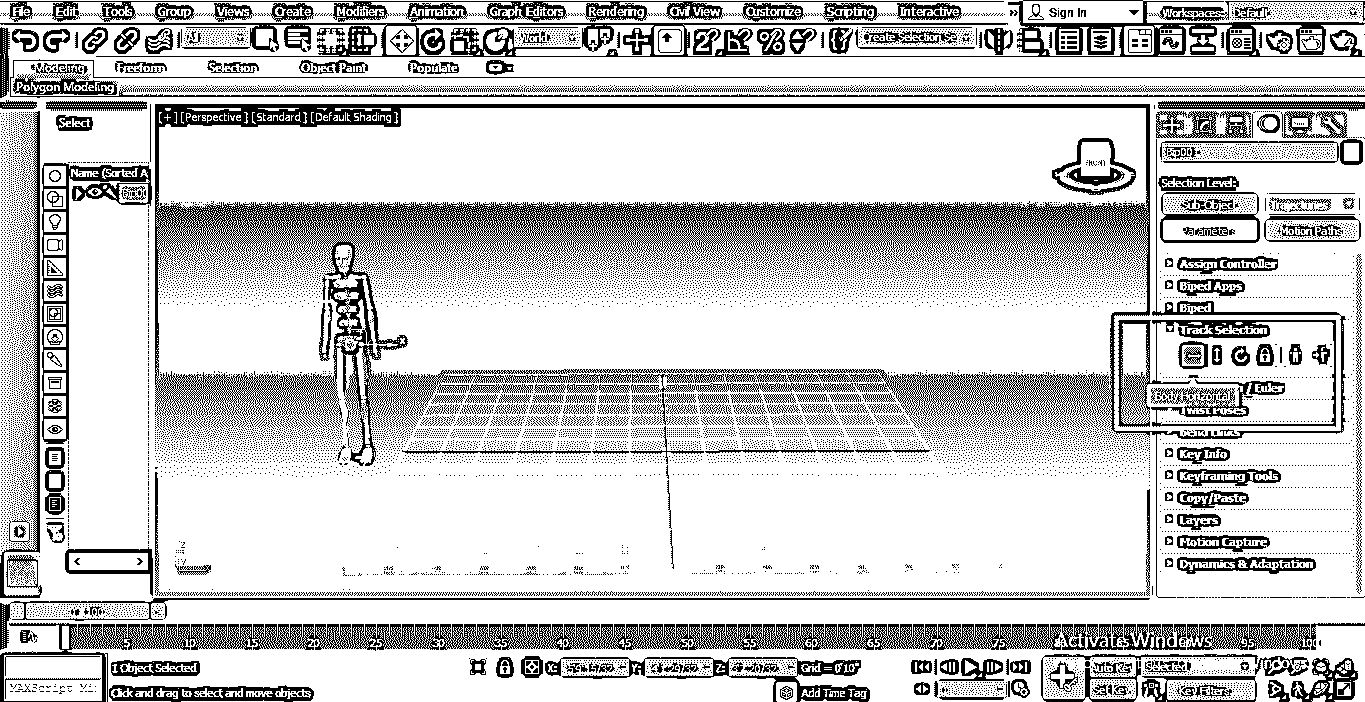 File Edit Tools Group Views Create Modifiers Animation Graph Editors Rendering Civil View Customize Scripting Interactive Sign In Workspaces: Default
All World Create Selection Se
Modeling Freeform Selection Object Paint Populate
Polygon Modeling
Select
[+] [Perspective] [Standard] [Default Shading]
Name (Sorted A
Bip001
Selection Level:
Sub-Object Trajectories
Parameters Motion Paths
Assign Controller
Biped Apps
Biped
Track Selection
/ Euler
Body Horizontal
Twist Poses
Bend Links
Key Info
Keyframing Tools
Copy/Paste
Layers
Motion Capture
Dynamics & Adaptation
5 10 15 20 25 30 35 40 45 50 55 60 65 70 75 95 100
Activate Windows
1 Object Selected X: Y: Z: Grid = 0'10" Auto Key Selected
MAXScript Mi Click and drag to select and move objects Add Time Tag Set Key Key Filters...